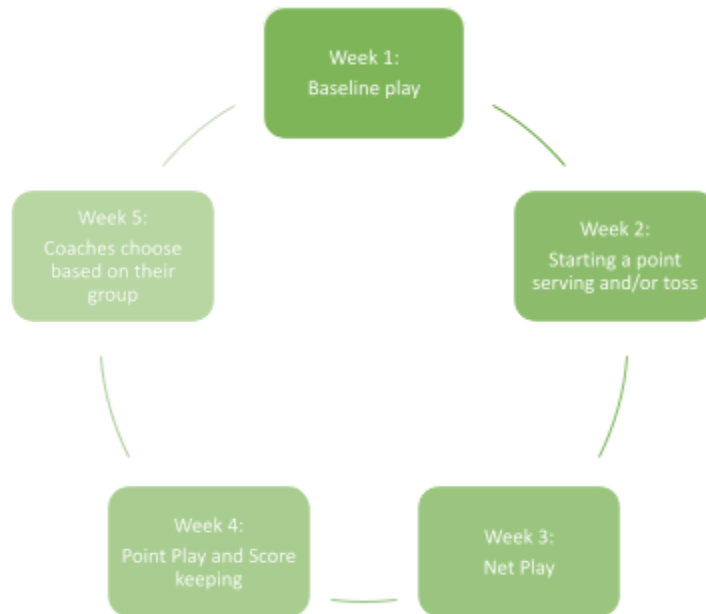 Week 1:
Baseline play
Week 2:
Starting a point
serving and/or toss
Week 3:
Net Play
Week 4:
Point Play and Score
keeping
Week 5:
Coaches choose
based on their
group